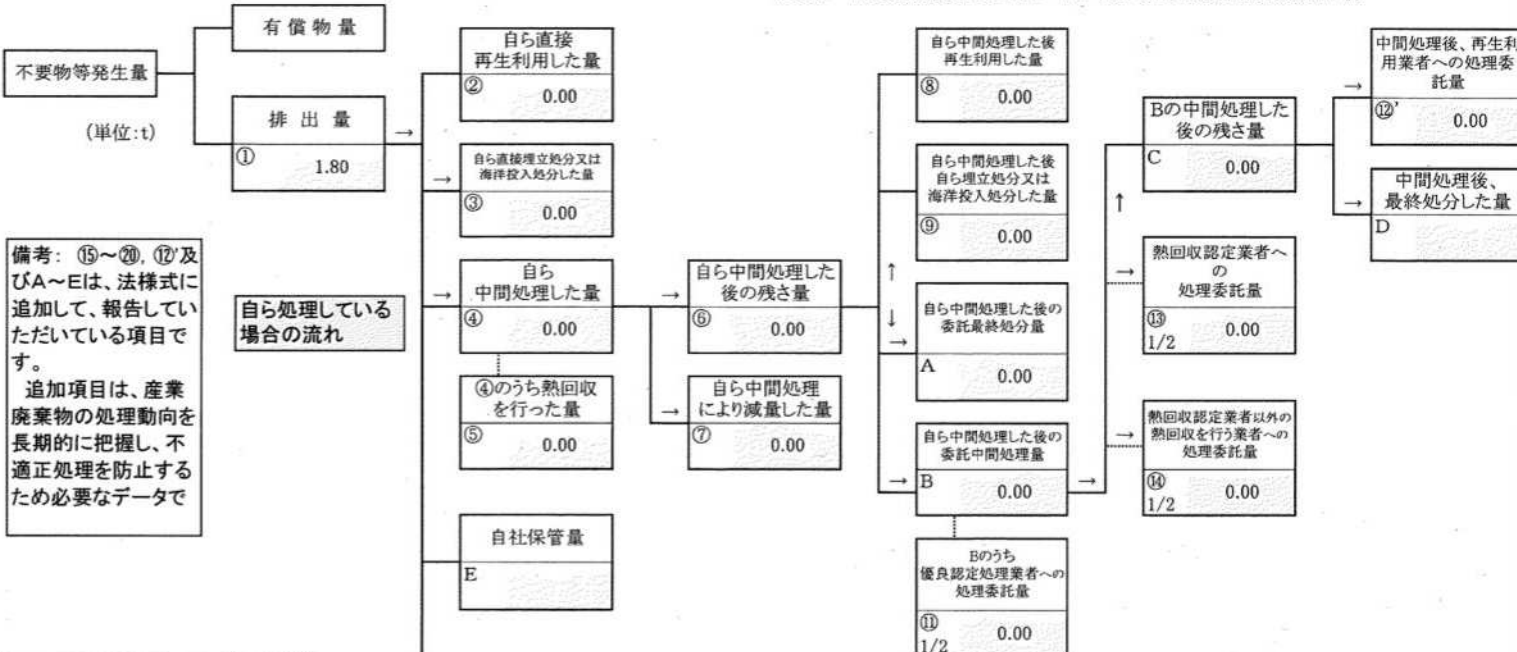 有償物量
不要物等発生量
(単位:t)
排出量
①
1.80
→
自ら直接
再生利用した量
②
0.00
→
自ら直接埋立処分又は
海洋投入処分した量
③
0.00
備考: ⑮～⑳, ⑫'及
びA～Eは、法様式に
追加して、報告してい
ただいている項目で
す。
追加項目は、産業
廃棄物の処理動向を
長期的に把握し、不
適正処理を防止する
ため必要なデータで
自ら処理している
場合の流れ
→
自ら
中間処理した量
④
0.00
④のうち熱回収
を行った量
⑤
0.00
自社保管量
E
→
自ら中間処理した
後の残さ量
⑥
0.00
→
自ら中間処理
により減量した量
⑦
0.00
自ら中間処理した後
再生利用した量
⑧
0.00
自ら中間処理した後
自ら埋立処分又は
海洋投入処分した量
⑨
0.00
↑
↓
→
自ら中間処理した後の
委託最終処分量
A
0.00
→
自ら中間処理した後の
委託中間処理量
B
0.00
→
Bのうち
優良認定処理業者への
処理委託量
⑪
1/2
0.00
↑
Bの中間処理した
後の残さ量
C
0.00
→
熱回収認定業者へ
の
処理委託量
⑬
1/2
0.00
→
熱回収認定業者以外の
熱回収を行う業者への
処理委託量
⑭
1/2
0.00
→
中間処理後、再生利
用業者への処理委
託量
⑫'
0.00
→
中間処理後、
最終処分した量
D